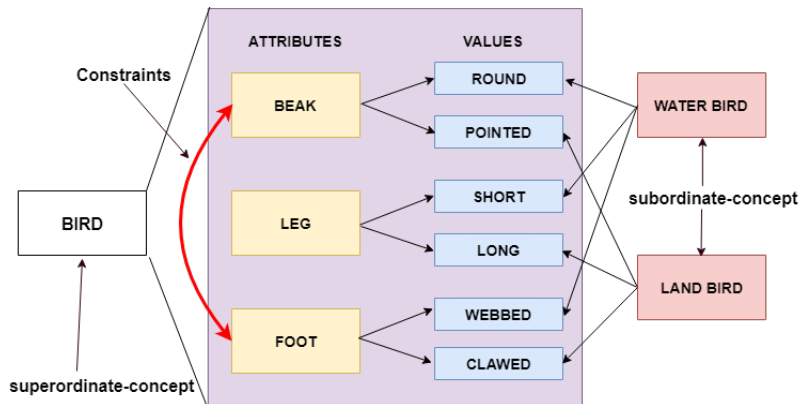 ATTRIBUTES
VALUES
Constraints
BEAK
ROUND
POINTED
WATER BIRD
BIRD
LEG
SHORT
LONG
subordinate-concept
LAND BIRD
FOOT
WEBBED
CLAWED
superordinate-concept